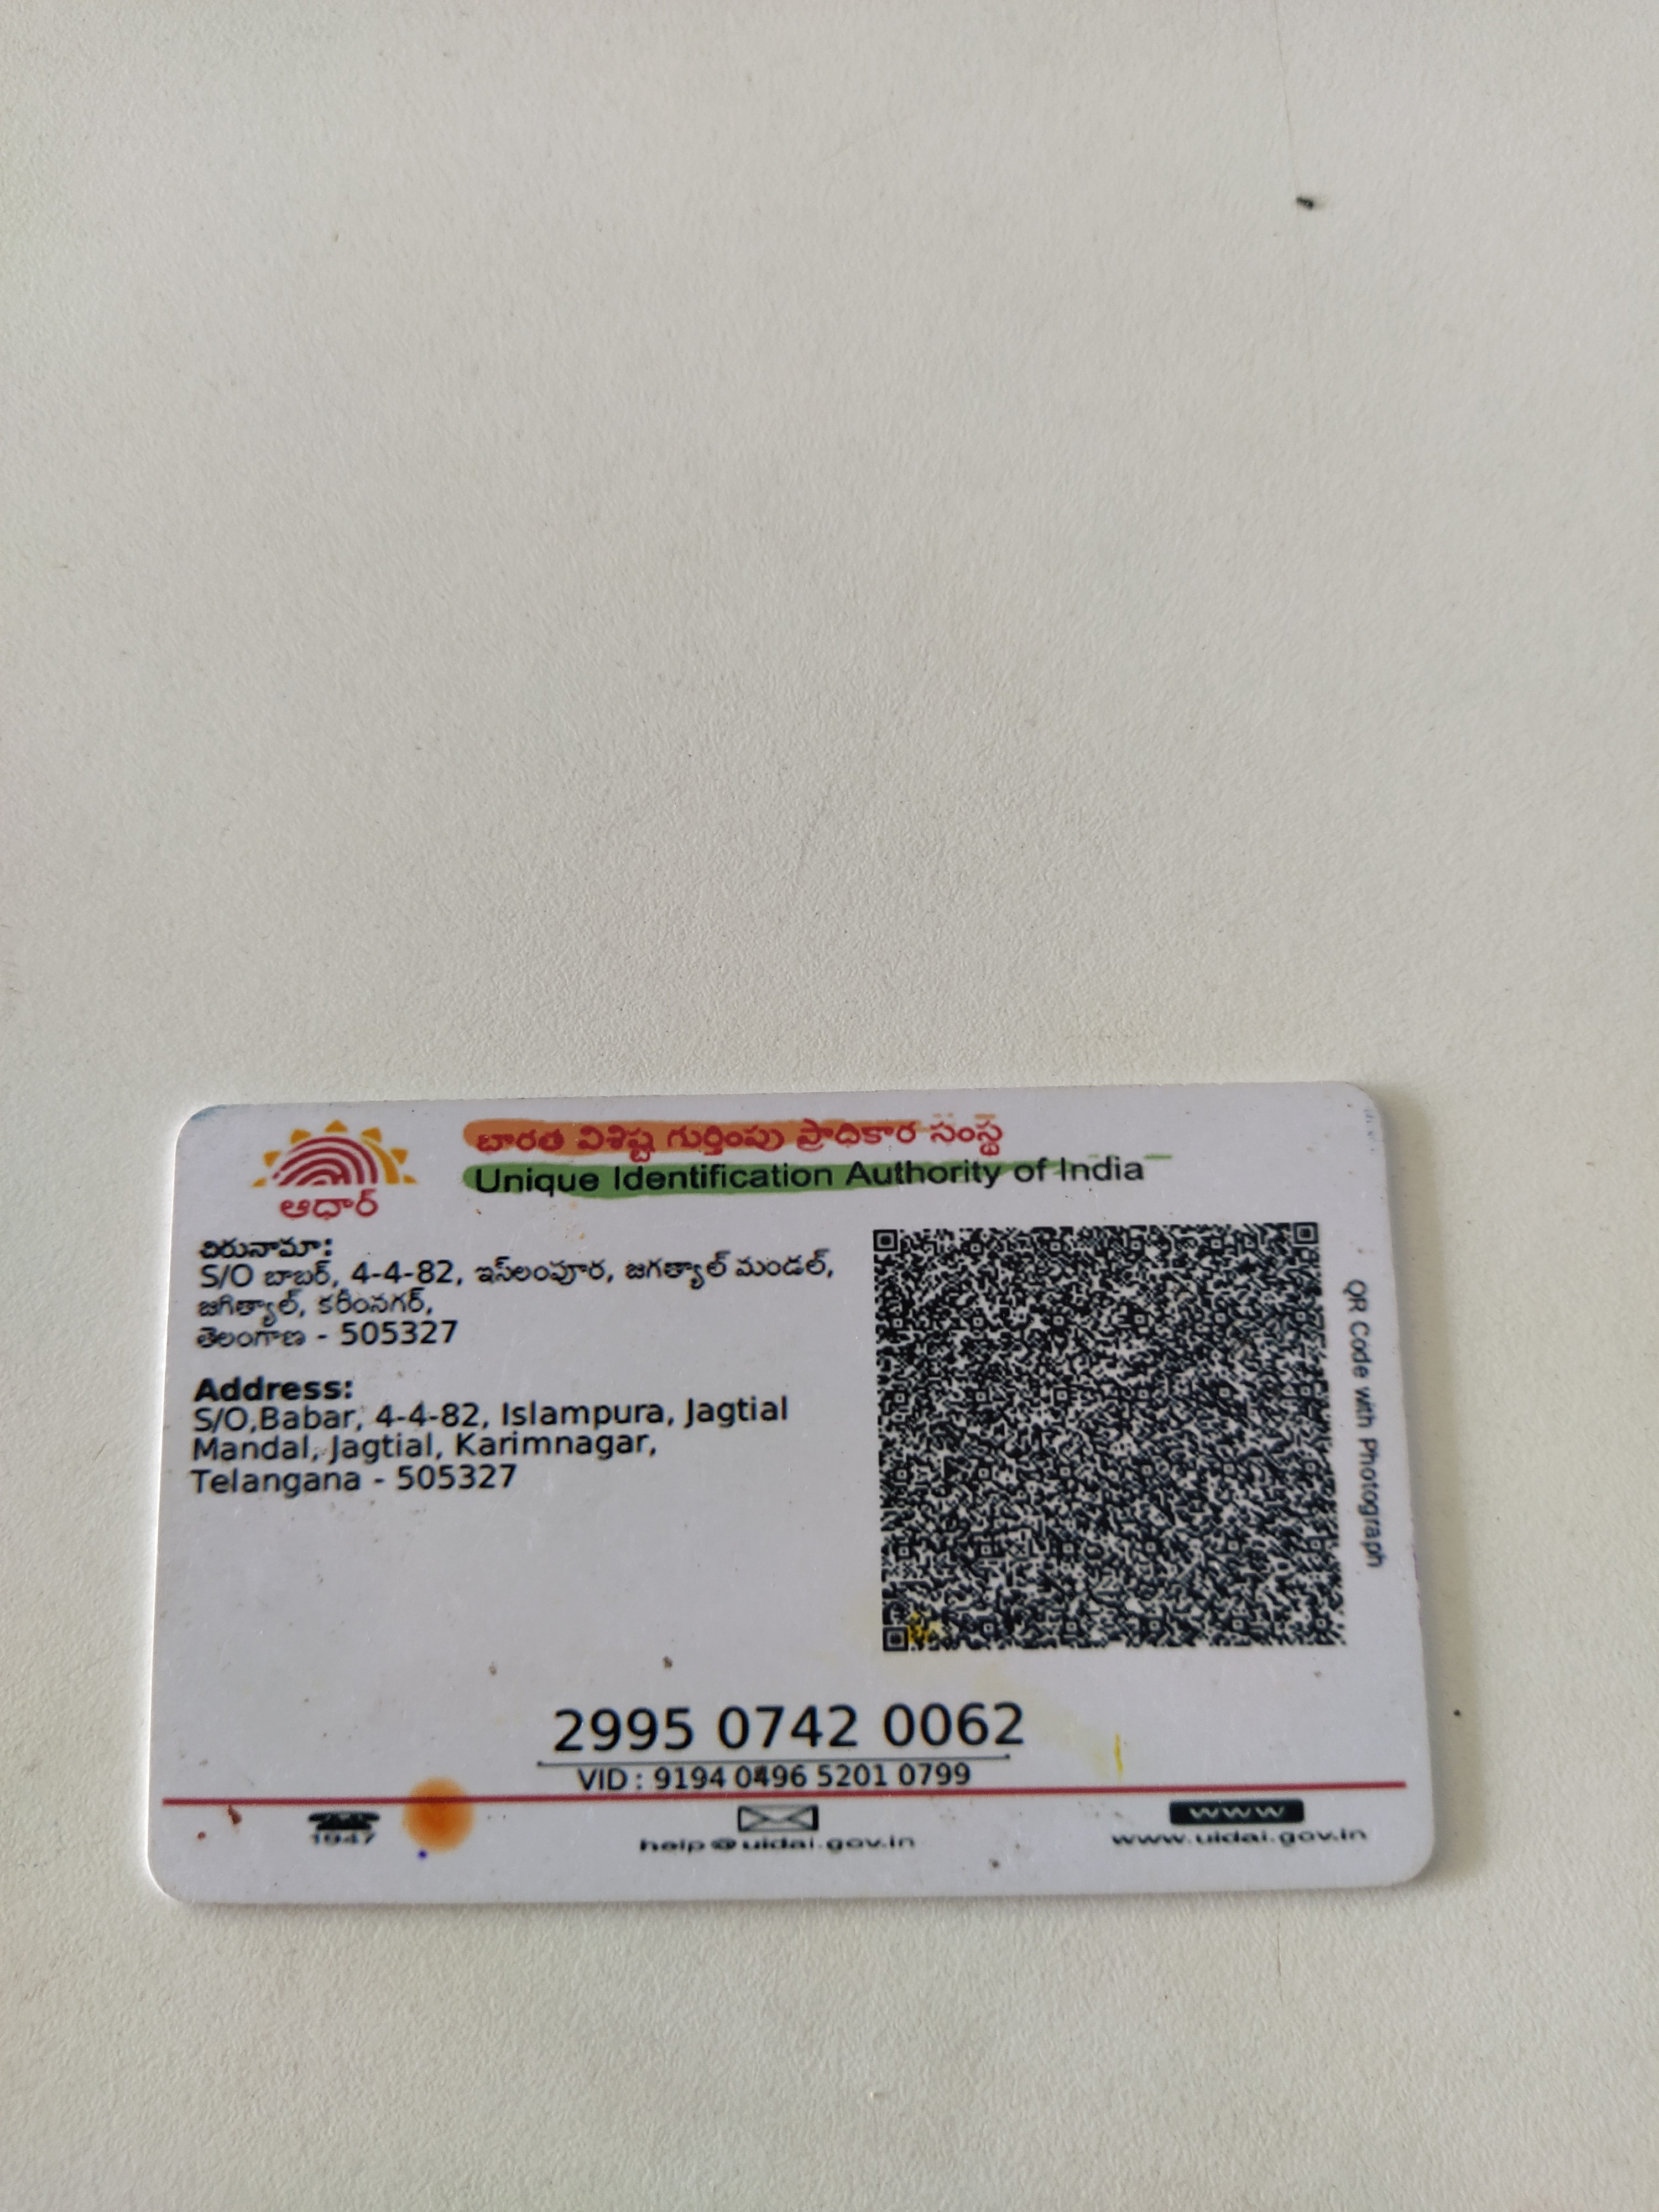 భారత విశిష్ట గుర్తింపు ప్రాధికార సంస్థ
Unique Identification Authority of India
ఆధార్
చిరునామా:
S/O బాబర్, 4-4-82, ఇస్లంపూర, జగత్యాల్ మండల్,
జగిత్యాల్, కరీంనగర్,
తెలంగాణ - 505327
Address:
S/O,Babar, 4-4-82, Islampura, Jagtial
Mandal, Jagtial, Karimnagar,
Telangana - 505327
QR Code with Photograph
2995 0742 0062
VID : 9194 0496 5201 0799
1947
help@uidai.gov.in
www
www.uidai.gov.in